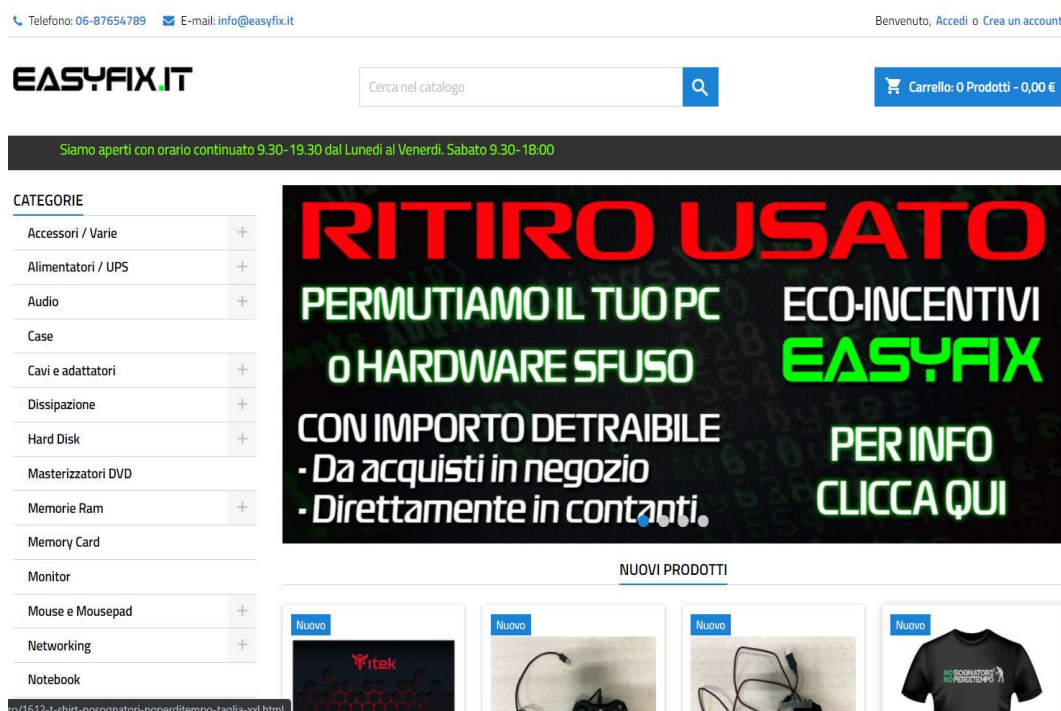 Telefono: 06-87654789 E-mail: info@easyfix.it
Benvenuto, Accedi o Crea un account
EASYFIX.IT
Cerca nel catalogo
Carrello: 0 Prodotti - 0,00 €
Siamo aperti con orario continuato 9.30-19.30 dal Lunedi al Venerdi. Sabato 9.30-18:00
CATEGORIE
Accessori / Varie
Alimentatori / UPS
Audio
Case
Cavi e adattatori
Dissipazione
Hard Disk
Masterizzatori DVD
Memorie Ram
Memory Card
Monitor
Mouse e Mousepad
Networking
Notebook
RITIRO USATO
PERMUTIAMO IL TUO PC
o HARDWARE SFUSO
CON IMPORTO DETRAIBILE
- Da acquisti in negozio
- Direttamente in contanti.
ECO-INCENTIVI
EASYFIX
PER INFO
CLICCA QUI
NUOVI PRODOTTI
Nuovo
itek
Nuovo
Nuovo
Nuovo
NOSOGNATORI
NOPERDITEMPO
ro/1612-t-shirt-nosognatori-noperditempo-taglia-xxl.html